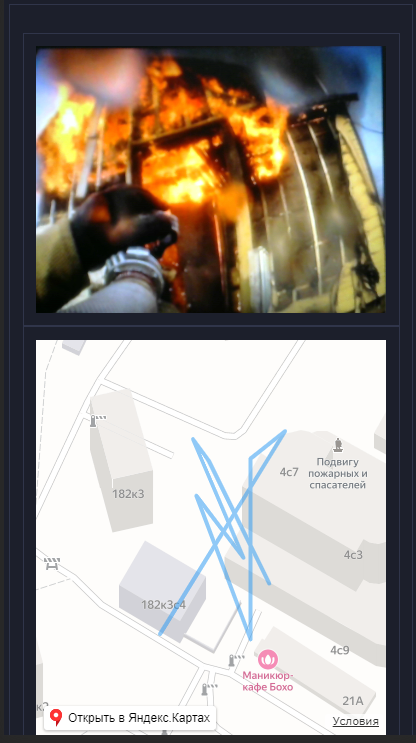 182к3
4с7
Подвигу
пожарных и
спасателей
4с3
182к3с4
4с9
Маникюр-
кафе Бохо
21А
Открыть в Яндекс.Картах
Условия